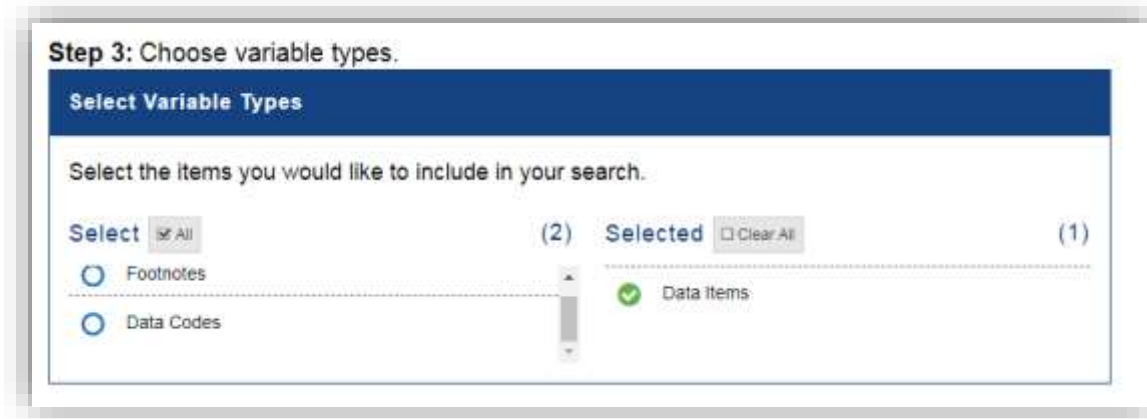 Step 3: Choose variable types.
Select Variable Types
Select the items you would like to include in your search.
Select All (2)
Footnotes
Data Codes
Selected Clear All (1)
Data Items